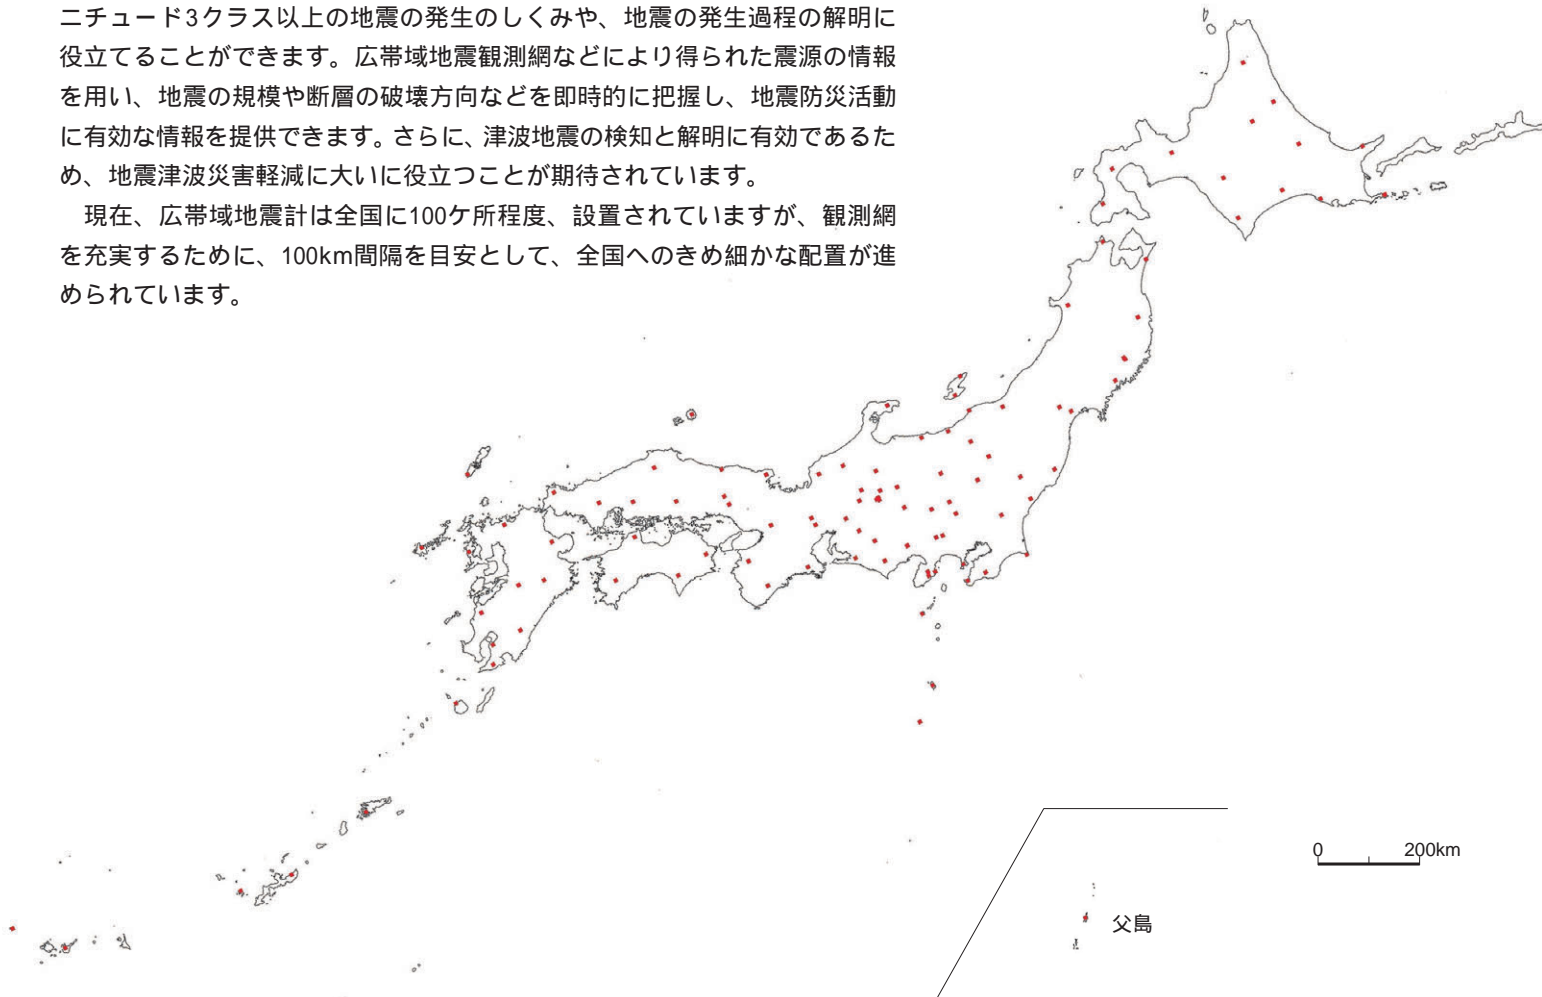 ニチュード3クラス以上の地震の発生のしくみや、地震の発生過程の解明に
役立てることができます。広帯域地震観測網などにより得られた震源の情報
を用い、地震の規模や断層の破壊方向などを即時的に把握し、地震防災活動
に有効な情報を提供できます。さらに、津波地震の検知と解明に有効であるた
め、地震津波災害軽減に大いに役立つことが期待されています。
　現在、広帯域地震計は全国に100ケ所程度、設置されていますが、観測網
を充実するために、100km間隔を目安として、全国へのきめ細かな配置が進
められています。
0 200km
父島